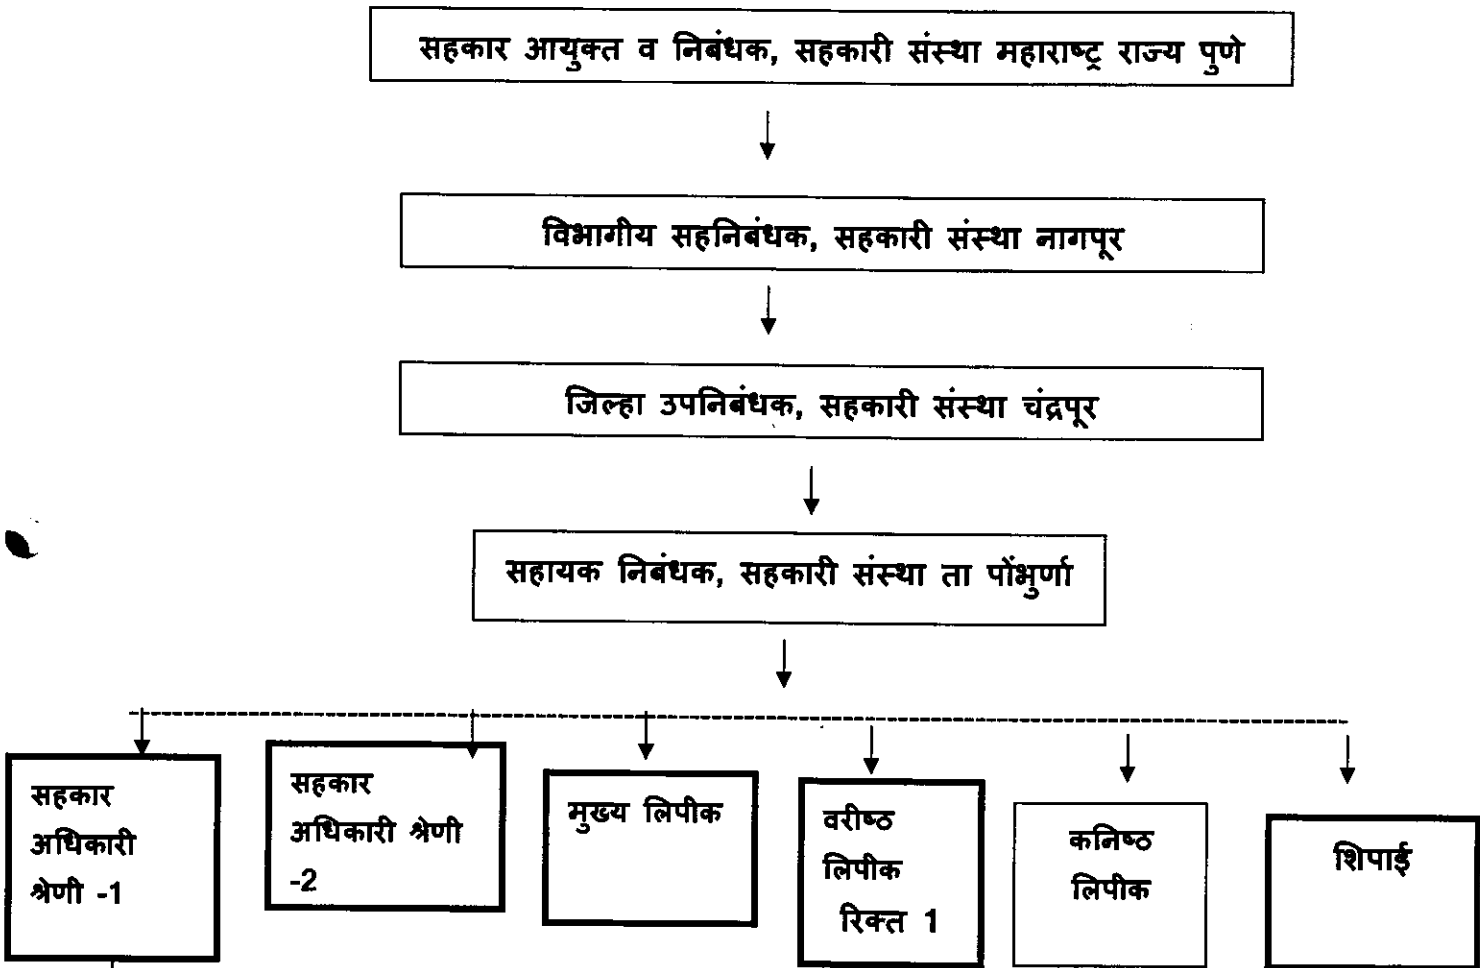 सहकार आयुक्त व निबंधक, सहकारी संस्था महाराष्ट्र राज्य पुणे
विभागीय सहनिबंधक, सहकारी संस्था नागपूर
जिल्हा उपनिबंधक, सहकारी संस्था चंद्रपूर
सहायक निबंधक, सहकारी संस्था ता पोंभुर्णा
सहकार
अधिकारी
श्रेणी -1
सहकार
अधिकारी श्रेणी
-2
मुख्य लिपीक
वरीष्ठ
लिपीक
रिक्त 1
कनिष्ठ
लिपीक
शिपाई